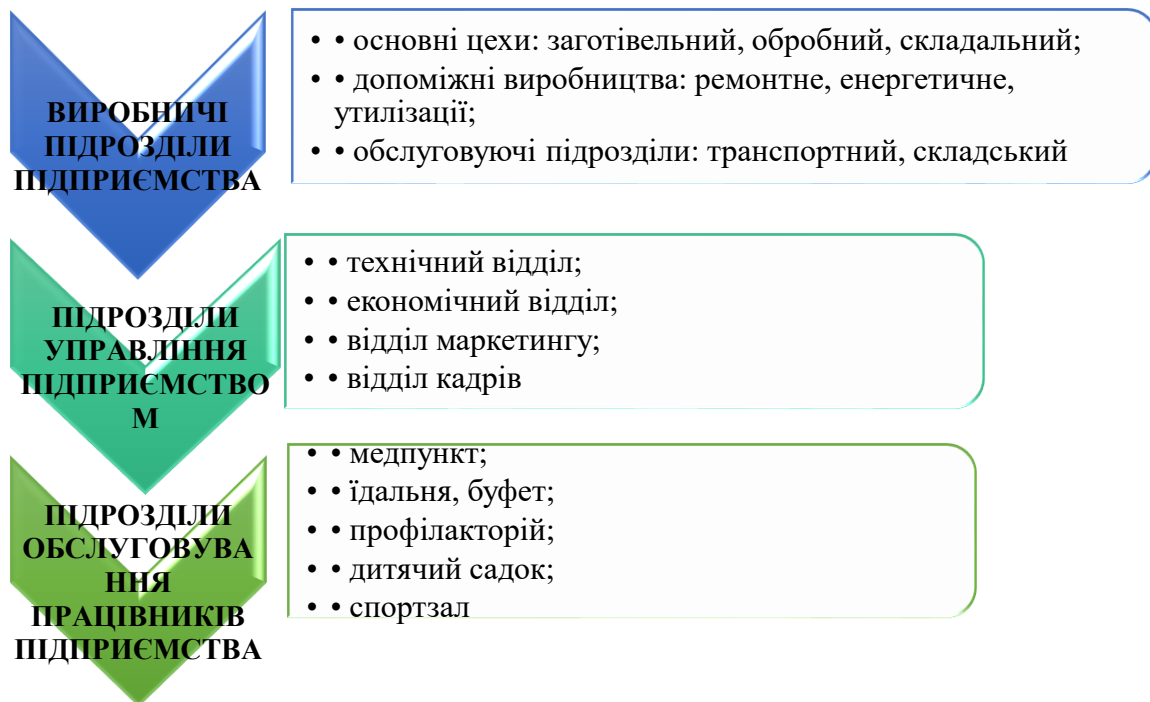 ВИРОБНИЧІ
ПІДРОЗДІЛИ
ПІДПРИЄМСТВА
• • основні цехи: заготівельний, обробний, складальний;
• • допоміжні виробництва: ремонтне, енергетичне,
утилізації;
• • обслуговуючі підрозділи: транспортний, складський
ПІДРОЗДІЛИ
УПРАВЛІННЯ
ПІДПРИЄМСТВО
М
• • технічний відділ;
• • економічний відділ;
• • відділ маркетингу;
• • відділ кадрів
ПІДРОЗДІЛИ
ОБСЛУГОВУВА
ННЯ
ПРАЦІВНИКІВ
ПІДПРИЄМСТВА
• • медпункт;
• • їдальня, буфет;
• • профілакторій;
• • дитячий садок;
• • спортзал